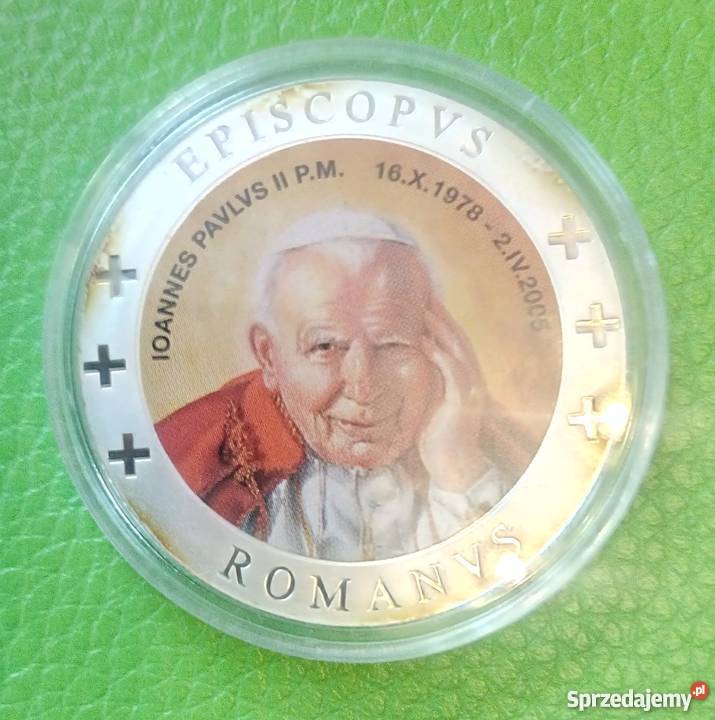 EPISCOPVS
IOANNES PAVLVS II P.M. 16.X.1978 - 2.IV.2005
ROMANVS
Sprzedajemy.pl